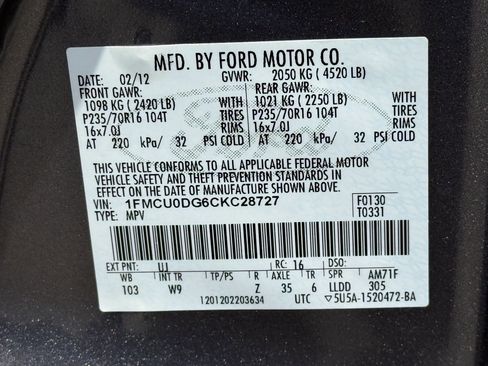 MFD. BY FORD MOTOR CO.
DATE: 02/12 GVWR: 2050 KG ( 4520 LB)
FRONT GAWR: REAR GAWR:
1098 KG ( 2420 LB) 1021 KG ( 2250 LB)
P235/70R16 104T TIRES P235/70R16 104T
16x7.0J RIMS 16x7.0J
AT 220 kPa/ 32 PSI COLD AT 220 kPa/ 32 PSI COLD
THIS VEHICLE CONFORMS TO ALL APPLICABLE FEDERAL MOTOR
VEHICLE SAFETY AND THEFT PREVENTION STANDARDS IN
EFFECT ON THE DATE OF MANUFACTURE SHOWN ABOVE.
VIN: 1FMCU0DG6CKC28727 F0130
TYPE: MPV T0331
EXT PNT: UJ RC: 16 DSO:
WB INT TR TP/PS R AXLE TR SPR AM71F
103 W9 Z 35 6 LLDD 305
1201202203634 UTC ▽5U5A-1520472-BA